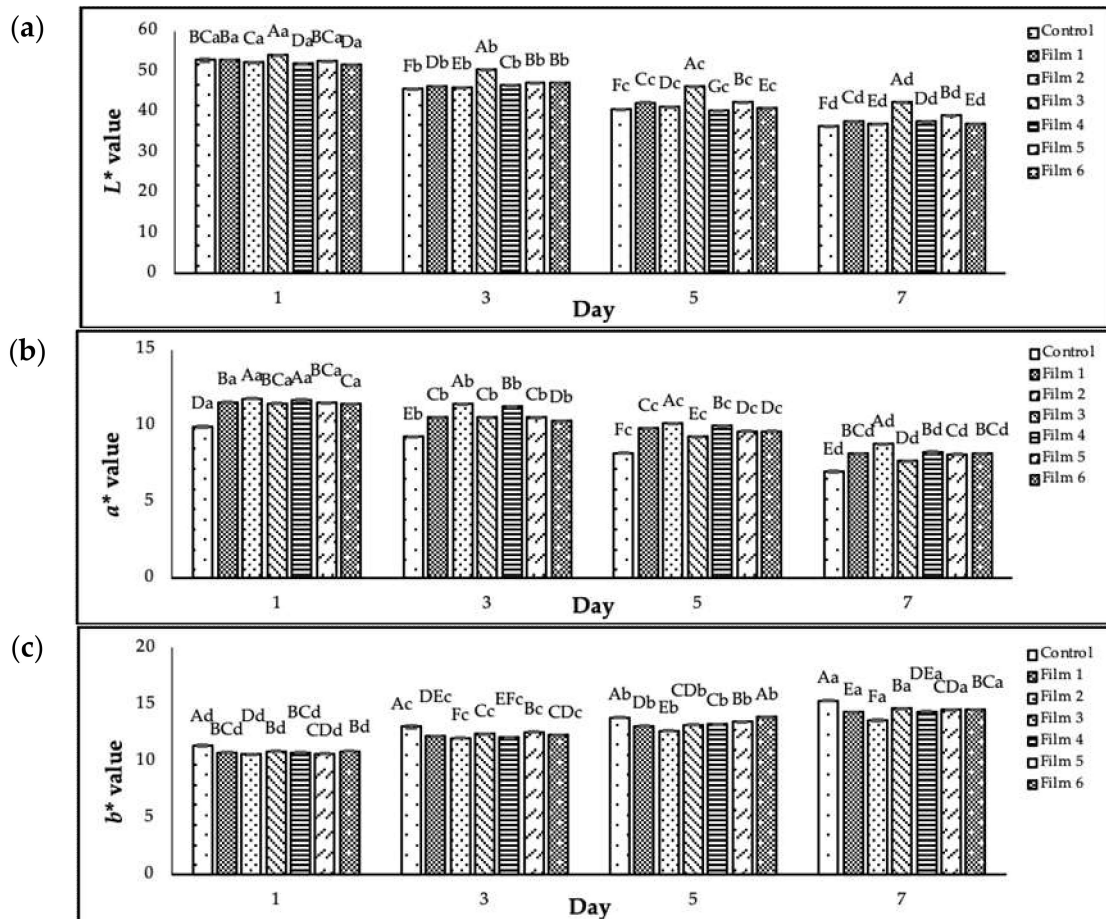 (a)
60
50
40
30
20
10
0
L* value
BCa Ba Ca Aa Da BCa Da
Fb Db Eb Ab Cb Bb Bb
Fc Cc Dc Ac Gc Bc Ec
Fd Cd Ed Ad Dd Bd Ed
1 3 5 7
Day
Control
Film 1
Film 2
Film 3
Film 4
Film 5
Film 6
(b)
15
10
5
0
a* value
Da Ba Aa BCa Aa BCa Ca
Eb Cb Ab Cb Bb Cb Db
Fc Cc Ac Ec Bc Dc Dc
Ed BCd Ad Dd Bd Cd BCd
1 3 5 7
Day
Control
Film 1
Film 2
Film 3
Film 4
Film 5
Film 6
(c)
20
15
10
5
0
b* value
Ad BCd Dd Bd BCd CDd Bd
Ac DEc Fc Cc EFc Bc CDc
Ab Db Eb CDb Cb Bb Ab
Aa Ea Fa Ba DEa CDa BCa
1 3 5 7
Day
Control
Film 1
Film 2
Film 3
Film 4
Film 5
Film 6